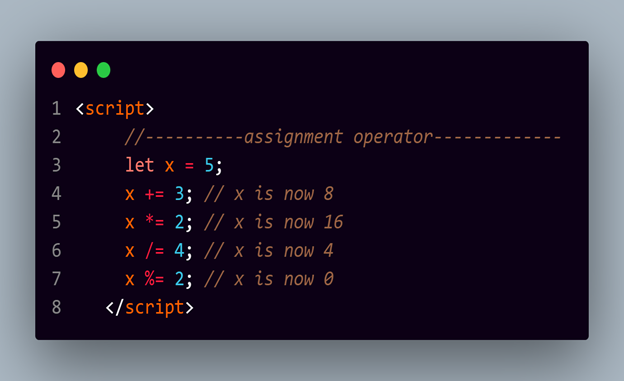 1 <script>
2 //----------assignment operator-------------
3 let x = 5;
4 x += 3; // x is now 8
5 x *= 2; // x is now 16
6 x /= 4; // x is now 4
7 x %= 2; // x is now 0
8 </script>